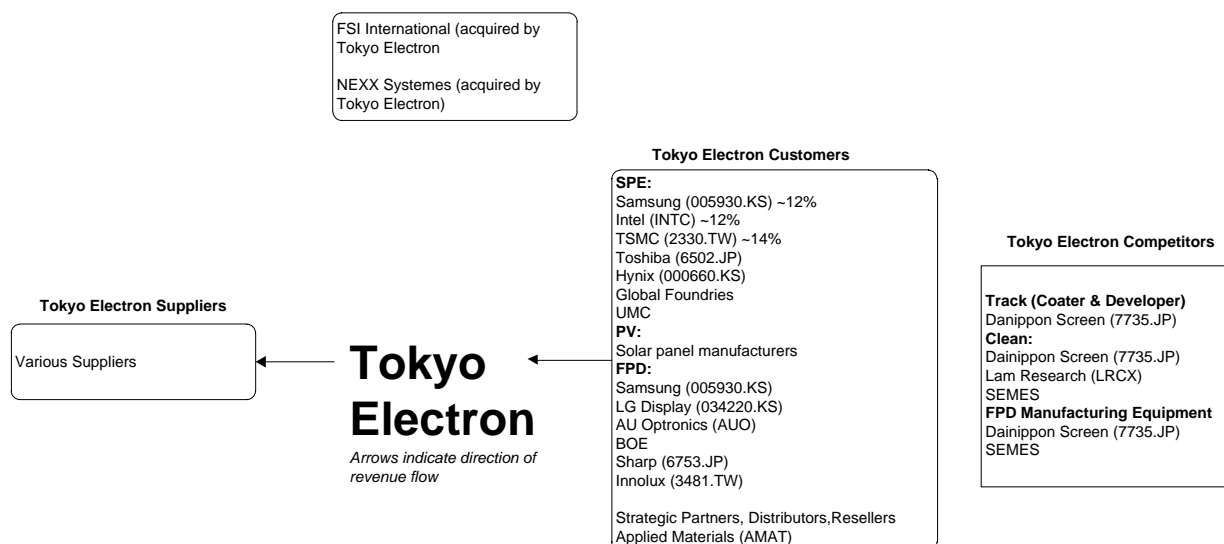 FSI International (acquired by
Tokyo Electron
NEXX Systemes (acquired by
Tokyo Electron)
Tokyo Electron Customers
SPE:
Samsung (005930.KS) ~12%
Intel (INTC) ~12%
TSMC (2330.TW) ~14%
Toshiba (6502.JP)
Hynix (000660.KS)
Global Foundries
UMC
PV:
Solar panel manufacturers
FPD:
Samsung (005930.KS)
LG Display (034220.KS)
AU Optronics (AUO)
BOE
Sharp (6753.JP)
Innolux (3481.TW)
Strategic Partners, Distributors,Resellers
Applied Materials (AMAT)
Tokyo Electron Competitors
Track (Coater & Developer)
Danippon Screen (7735.JP)
Clean:
Dainippon Screen (7735.JP)
Lam Research (LRCX)
SEMES
FPD Manufacturing Equipment
Dainippon Screen (7735.JP)
SEMES
Tokyo Electron Suppliers
Various Suppliers
Tokyo
Electron
Arrows indicate direction of
revenue flow